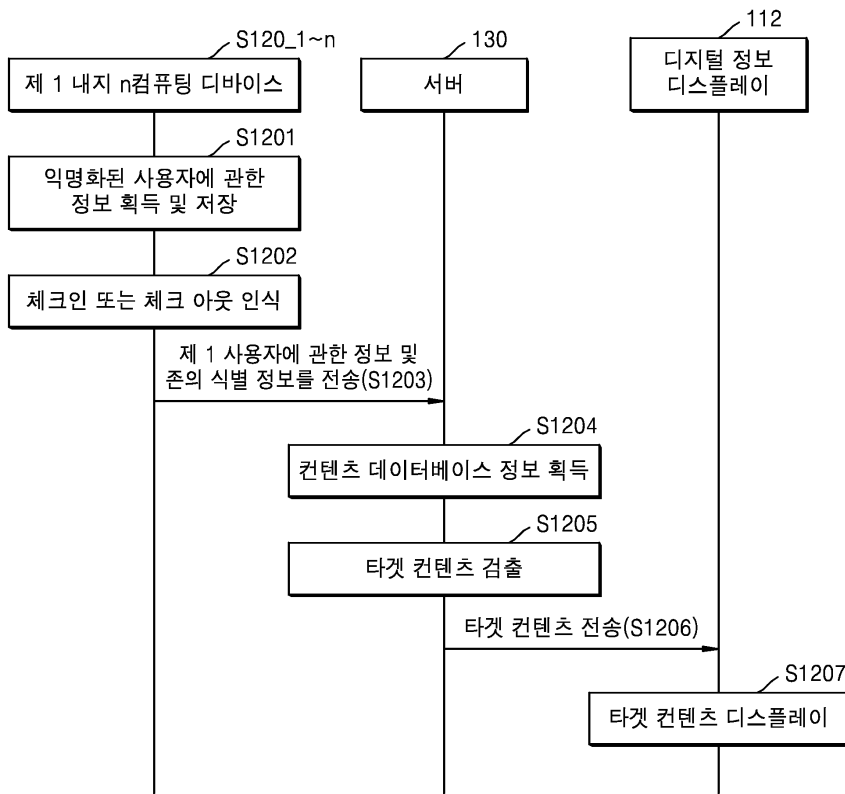 S120_1~n
130
112
제 1 내지 n컴퓨팅 디바이스
서버
디지털 정보
디스플레이
S1201
익명화된 사용자에 관한
정보 획득 및 저장
S1202
체크인 또는 체크 아웃 인식
제 1 사용자에 관한 정보 및
존의 식별 정보를 전송(S1203)
S1204
컨텐츠 데이터베이스 정보 획득
S1205
타겟 컨텐츠 검출
타겟 컨텐츠 전송(S1206)
S1207
타겟 컨텐츠 디스플레이